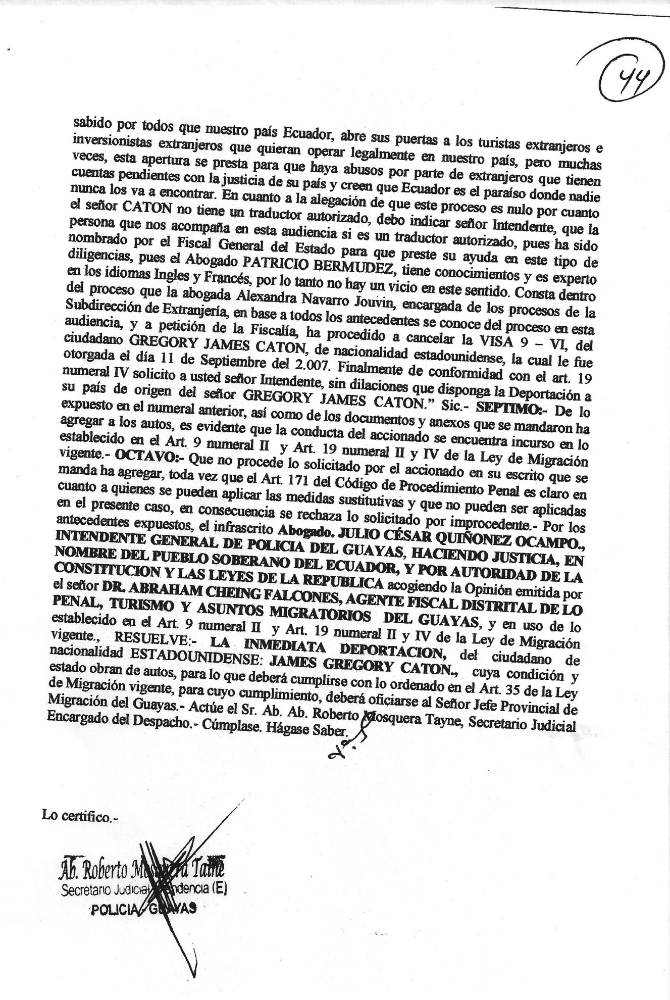 44
sabido por todos que nuestro país Ecuador, abre sus puertas a los turistas extranjeros e
inversionistas extranjeros que quieran operar legalmente en nuestro país, pero muchas
veces, esta apertura se presta para que haya abusos por parte de extranjeros que tienen
cuentas pendientes con la justicia de su país y creen que Ecuador es el paraíso donde nadie
nunca los va a encontrar. En cuanto a la alegación de que este proceso es nulo por cuanto
el señor CATON no tiene un traductor autorizado, debo indicar señor Intendente, que la
persona que nos acompaña en esta audiencia si es un traductor autorizado, pues ha sido
nombrado por el Fiscal General del Estado para que preste su ayuda en este tipo de
diligencias, pues el Abogado PATRICIO BERMUDEZ, tiene conocimientos y es experto
en los idiomas Ingles y Francés, por lo tanto no hay un vicio en este sentido. Consta dentro
del proceso que la abogada Alexandra Navarro Jouvin, encargada de los procesos de la
Subdirección de Extranjería, en base a todos los antecedentes se conoce del proceso en esta
audiencia, y a petición de la Fiscalía, ha procedido a cancelar la VISA 9 – VI, del
ciudadano GREGORY JAMES CATON, de nacionalidad estadounidense, la cual le fue
otorgada el día 11 de Septiembre del 2.007. Finalmente de conformidad con el art. 19
numeral IV solicito a usted señor Intendente, sin dilaciones que disponga la Deportación a
su país de origen del señor GREGORY JAMES CATON.” Sic.- SEPTIMO:- De lo
expuesto en el numeral anterior, así como de los documentos y anexos que se mandaron ha
agregar a los autos, es evidente que la conducta del accionado se encuentra incurso en lo
establecido en el Art. 9 numeral II y Art. 19 numeral II y IV de la Ley de Migración
vigente.- OCTAVO:- Que no procede lo solicitado por el accionado en su escrito que se
manda ha agregar, toda vez que el Art. 171 del Código de Procedimiento Penal es claro en
cuanto a quienes se pueden aplicar las medidas sustitutivas y que no pueden ser aplicadas
en el presente caso, en consecuencia se rechaza lo solicitado por improcedente.- Por los
antecedentes expuestos, el infrascrito Abogado. JULIO CÉSAR QUIÑONEZ OCAMPO.,
INTENDENTE GENERAL DE POLICIA DEL GUAYAS, HACIENDO JUSTICIA, EN
NOMBRE DEL PUEBLO SOBERANO DEL ECUADOR, Y POR AUTORIDAD DE LA
CONSTITUCION Y LAS LEYES DE LA REPUBLICA acogiendo la Opinión emitida por
el señor DR. ABRAHAM CHEING FALCONES, AGENTE FISCAL DISTRITAL DE LO
PENAL, TURISMO Y ASUNTOS MIGRATORIOS DEL GUAYAS, y en uso de lo
establecido en el Art. 9 numeral II y Art. 19 numeral II y IV de la Ley de Migración
vigente., RESUELVE:- LA INMEDIATA DEPORTACION, del ciudadano de
nacionalidad ESTADOUNIDENSE: JAMES GREGORY CATON., cuya condición y
estado obran de autos, para lo que deberá cumplirse con lo ordenado en el Art. 35 de la Ley
de Migración vigente, para cuyo cumplimiento, deberá oficiarse al Señor Jefe Provincial de
Migración del Guayas.- Actúe el Sr. Ab. Ab. Roberto Mosquera Tayne, Secretario Judicial
Encargado del Despacho.- Cúmplase. Hágase Saber.
Lo certifico.-
Ab. Roberto Mosquera Taine
Secretario Judicial (E)
POLICIA GUAYAS